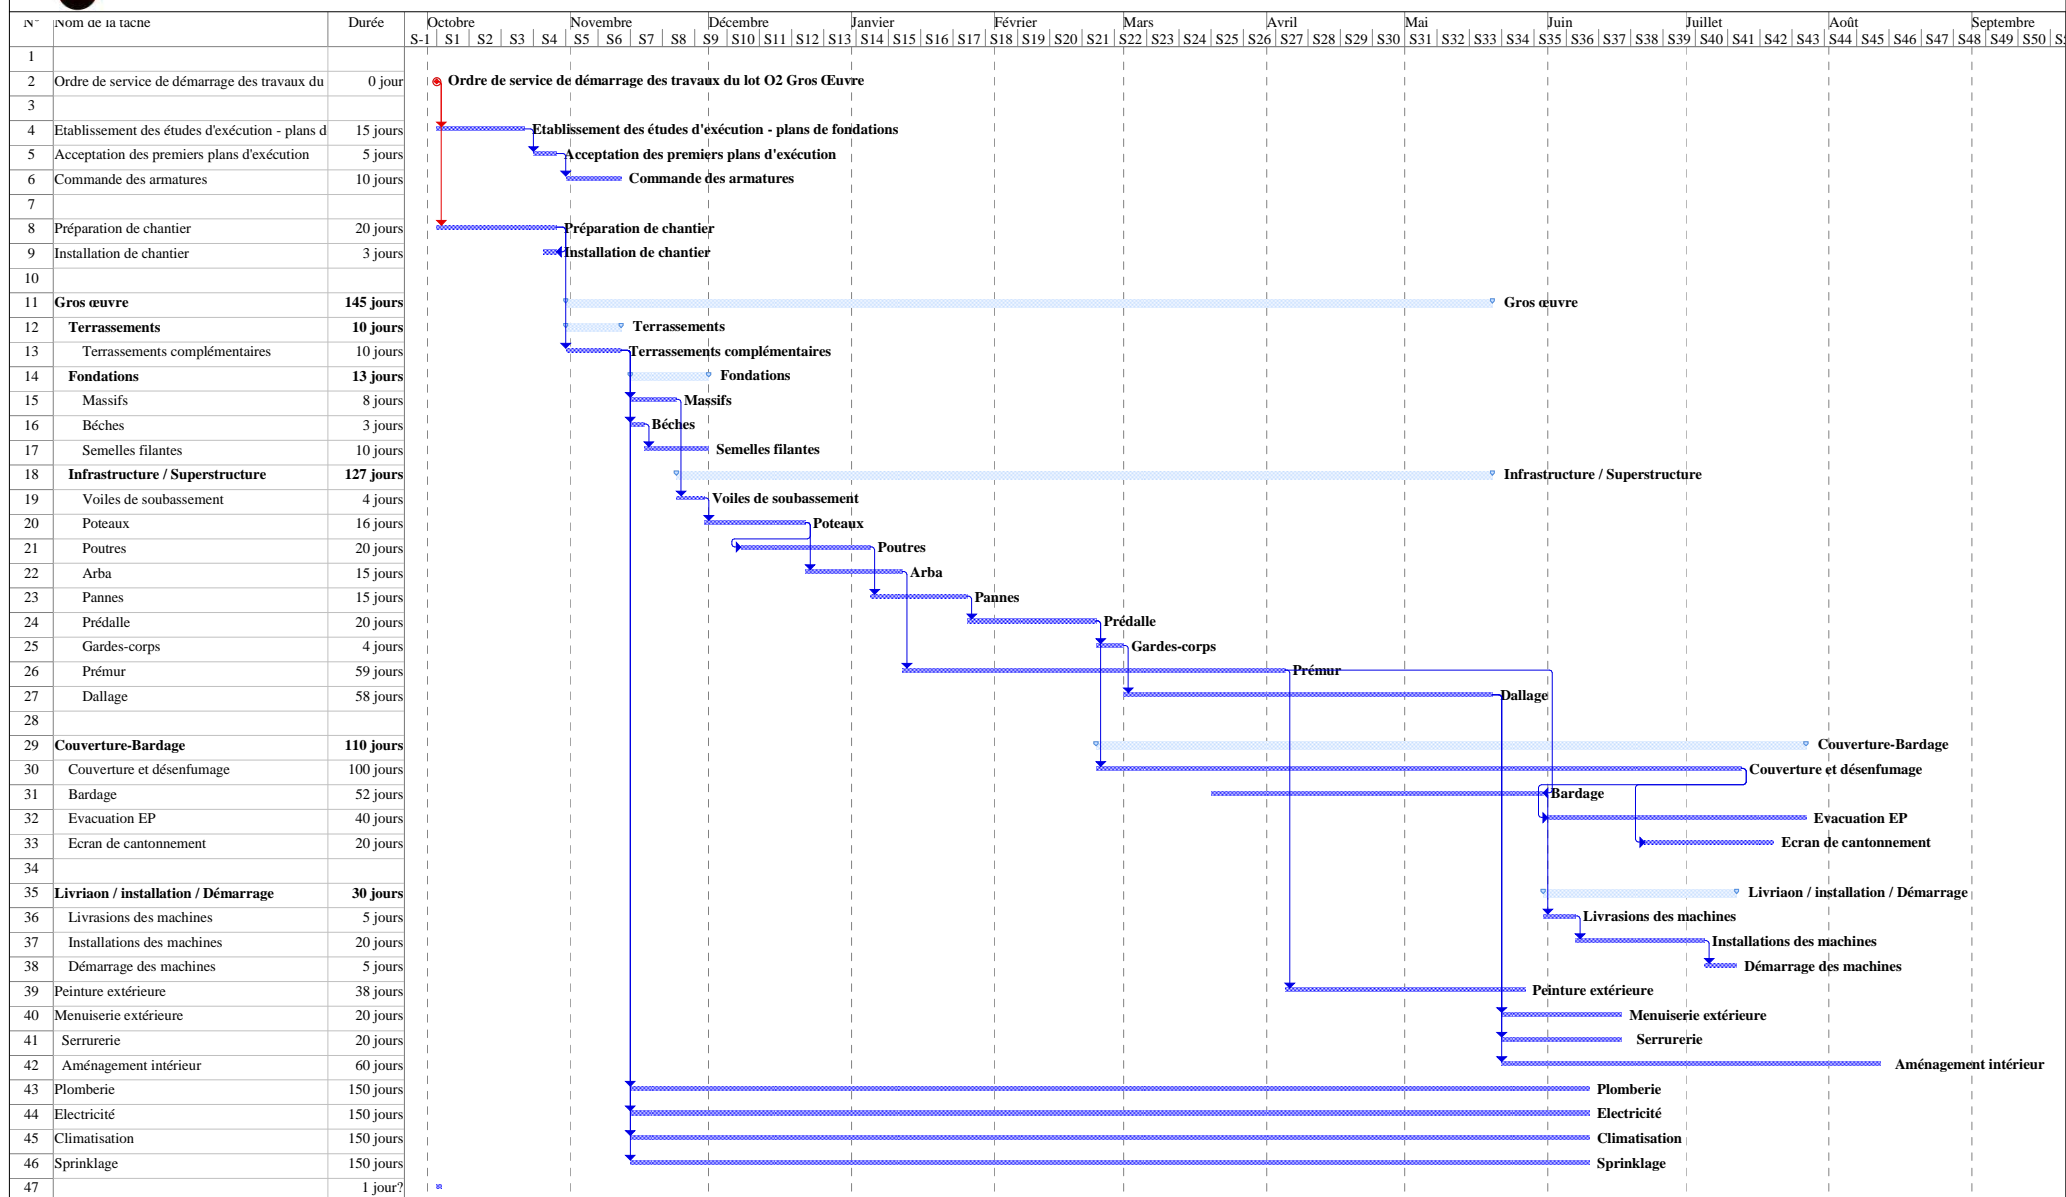 N° Nom de la tâche Durée Octobre Novembre Décembre Janvier Février Mars Avril Mai Juin Juillet Août Septembre
S-1 S1 S2 S3 S4 S5 S6 S7 S8 S9 S10 S11 S12 S13 S14 S15 S16 S17 S18 S19 S20 S21 S22 S23 S24 S25 S26 S27 S28 S29 S30 S31 S32 S33 S34 S35 S36 S37 S38 S39 S40 S41 S42 S43 S44 S45 S46 S47 S48 S49 S50
1
2 Ordre de service de démarrage des travaux du 0 jour Ordre de service de démarrage des travaux du lot O2 Gros Œuvre
3
4 Etablissement des études d'exécution - plans d 15 jours Etablissement des études d'exécution - plans de fondations
5 Acceptation des premiers plans d'exécution 5 jours Acceptation des premiers plans d'exécution
6 Commande des armatures 10 jours Commande des armatures
7
8 Préparation de chantier 20 jours Préparation de chantier
9 Installation de chantier 3 jours Installation de chantier
10
11 Gros œuvre 145 jours Gros œuvre
12 Terrassements 10 jours Terrassements
13 Terrassements complémentaires 10 jours Terrassements complémentaires
14 Fondations 13 jours Fondations
15 Massifs 8 jours Massifs
16 Béches 3 jours Béches
17 Semelles filantes 10 jours Semelles filantes
18 Infrastructure / Superstructure 127 jours Infrastructure / Superstructure
19 Voiles de soubassement 4 jours Voiles de soubassement
20 Poteaux 16 jours Poteaux
21 Poutres 20 jours Poutres
22 Arba 15 jours Arba
23 Pannes 15 jours Pannes
24 Prédalle 20 jours Prédalle
25 Gardes-corps 4 jours Gardes-corps
26 Prémur 59 jours Prémur
27 Dallage 58 jours Dallage
28
29 Couverture-Bardage 110 jours Couverture-Bardage
30 Couverture et désenfumage 100 jours Couverture et désenfumage
31 Bardage 52 jours Bardage
32 Evacuation EP 40 jours Evacuation EP
33 Ecran de cantonnement 20 jours Ecran de cantonnement
34
35 Livriaon / installation / Démarrage 30 jours Livriaon / installation / Démarrage
36 Livrasions des machines 5 jours Livrasions des machines
37 Installations des machines 20 jours Installations des machines
38 Démarrage des machines 5 jours Démarrage des machines
39 Peinture extérieure 38 jours Peinture extérieure
40 Menuiserie extérieure 20 jours Menuiserie extérieure
41 Serrurerie 20 jours Serrurerie
42 Aménagement intérieur 60 jours Aménagement intérieur
43 Plomberie 150 jours Plomberie
44 Electricité 150 jours Electricité
45 Climatisation 150 jours Climatisation
46 Sprinklage 150 jours Sprinklage
47 1 jour?